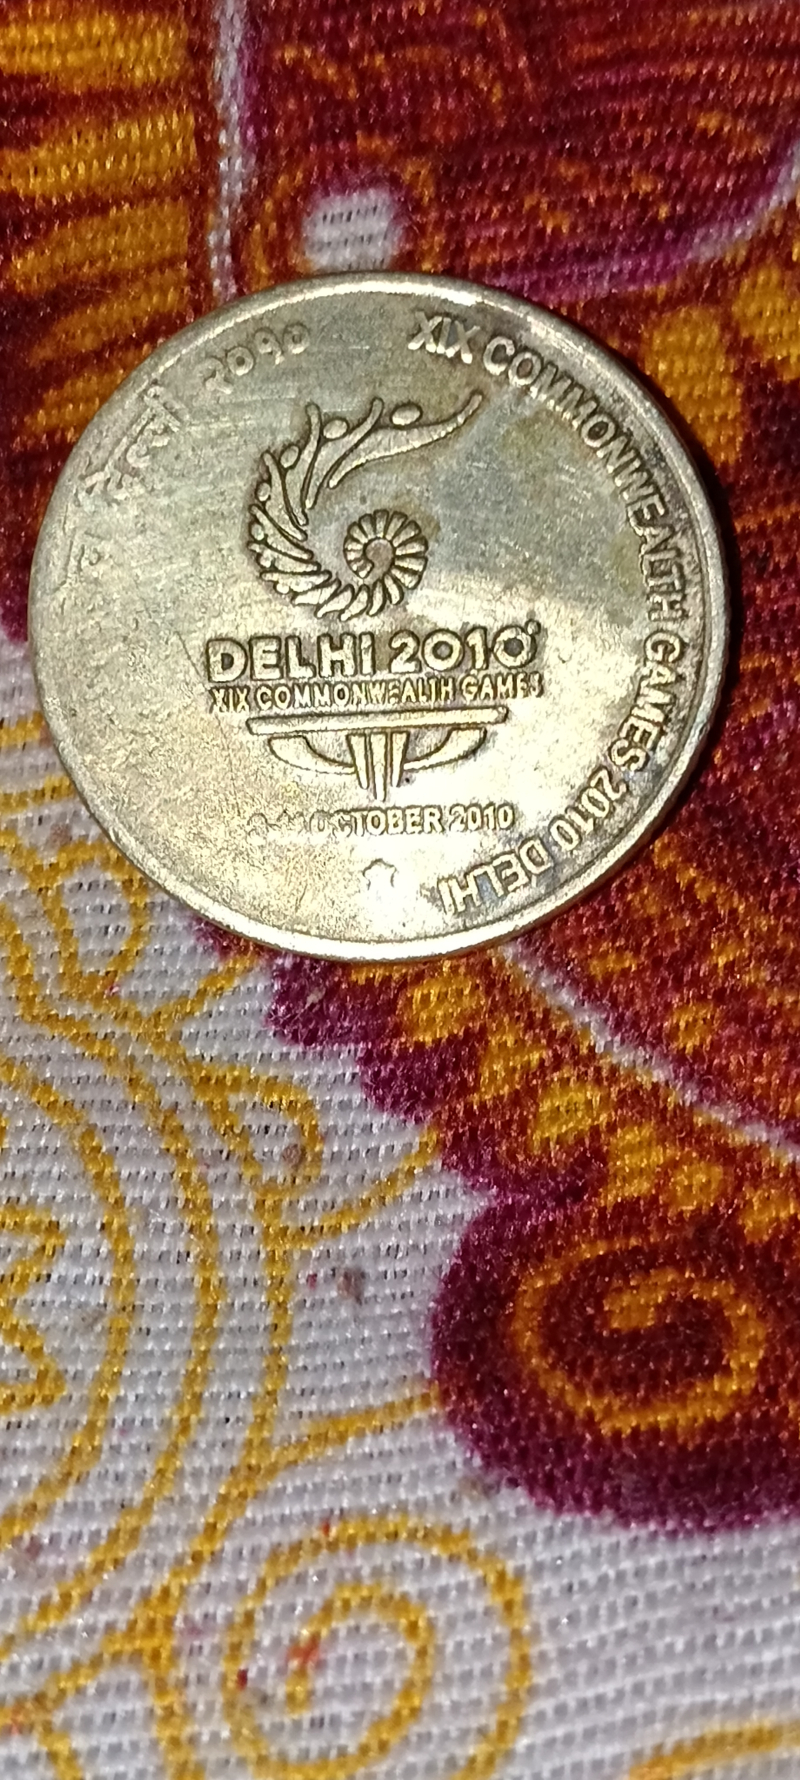 दिल्ली २०१०
XIX COMMONWEALTH GAMES 2010 DELHI
DELHI 2010
XIX COMMONWEALTH GAMES
OCTOBER 2010